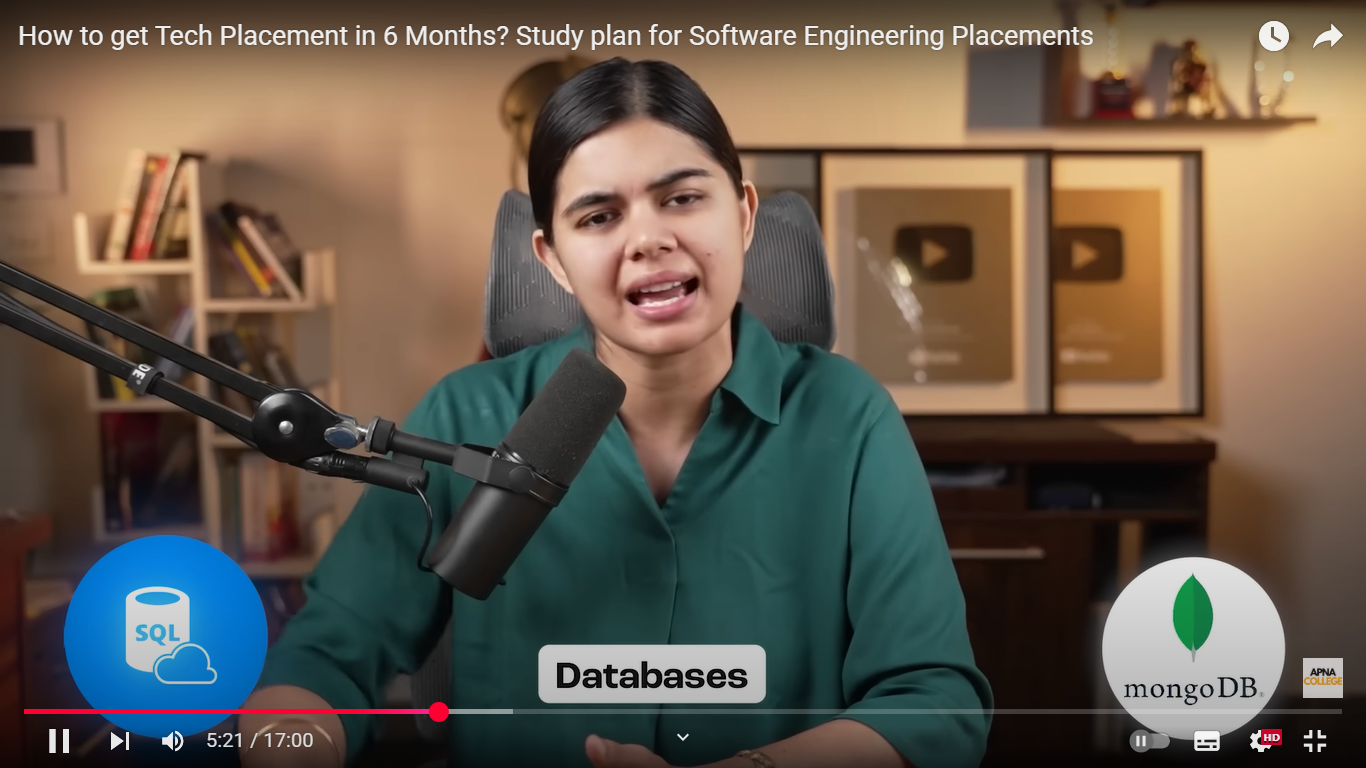 How to get Tech Placement in 6 Months? Study plan for Software Engineering Placements
DE
SQL
Databases
mongoDB
APNA
COLLEGE
5:21 / 17:00
HD